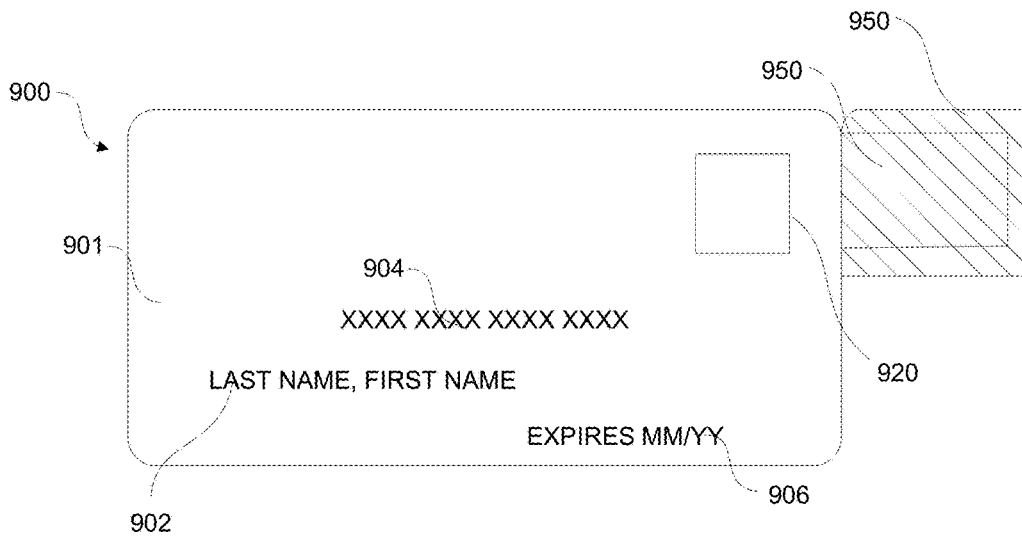 950
950
900
901
904
XXXX XXXX XXXX XXXX
LAST NAME, FIRST NAME
920
EXPIRES MM/YY
906
902